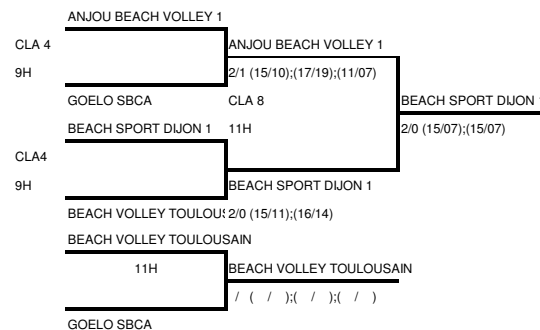 ANJOU BEACH VOLLEY 1
CLA 4
ANJOU BEACH VOLLEY 1
9H
2/1 (15/10);(17/19);(11/07)
GOELO SBCA
CLA 8
BEACH SPORT DIJON 1
BEACH SPORT DIJON 1
11H
2/0 (15/07);(15/07)
CLA4
9H
BEACH SPORT DIJON 1
BEACH VOLLEY TOULOUS
2/0 (15/11);(16/14)
BEACH VOLLEY TOULOUSAIN
11H
BEACH VOLLEY TOULOUSAIN
/ ( / );( / );( / )
GOELO SBCA